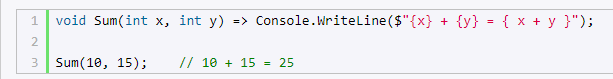 1 void Sum(int x, int y) => Console.WriteLine($"{x} + {y} = { x + y }");
2
3 Sum(10, 15);    // 10 + 15 = 25